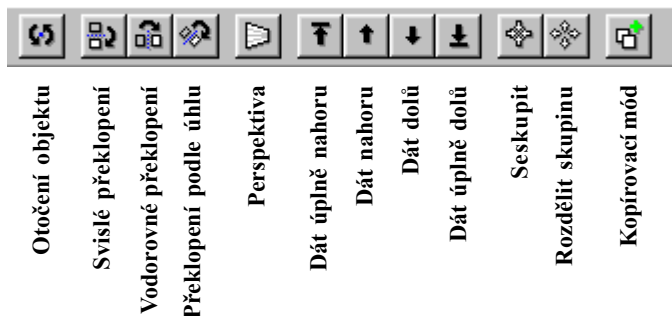 Otočení objektu
Svislé překlopení
Vodorovné překlopení
Překlopení podle úhlu
Perspektiva
Dát úplně nahoru
Dát nahoru
Dát dolů
Dát úplně dolů
Seskupit
Rozdělit skupinu
Kopírovací mód